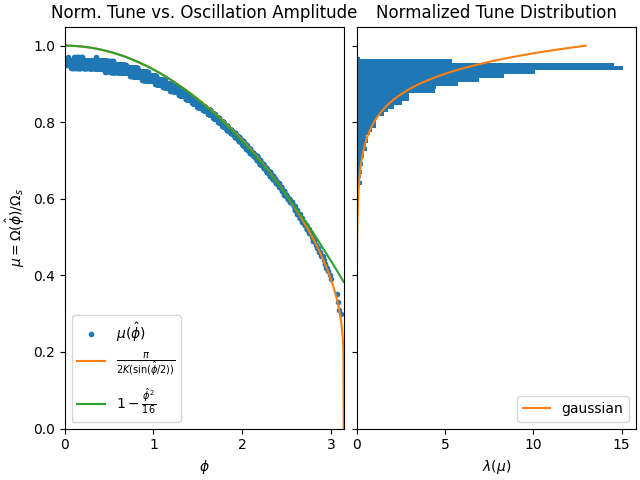 Norm. Tune vs. Oscillation Amplitude
Normalized Tune Distribution
1.0
0.8
0.6
0.4
0.2
0.0
μ = Ω(φ̂)/Ω_s
μ(φ̂)
π/2K(sin(φ̂/2))
1 − φ̂²/16
0 1 2 3
ϕ
gaussian
0 5 10 15
λ(μ)